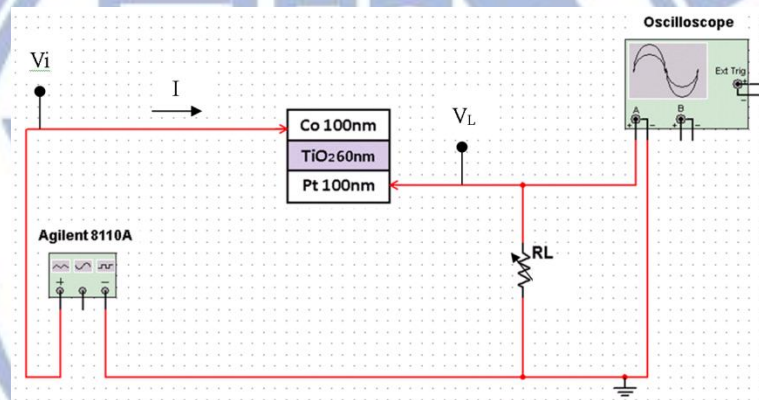 Oscilloscope
Vi
I
Ext Trig
+
-
A
B
+
-
+
-
Co 100nm
VL
TiO2 60nm
Pt 100nm
Agilent 8110A
+
-
RL